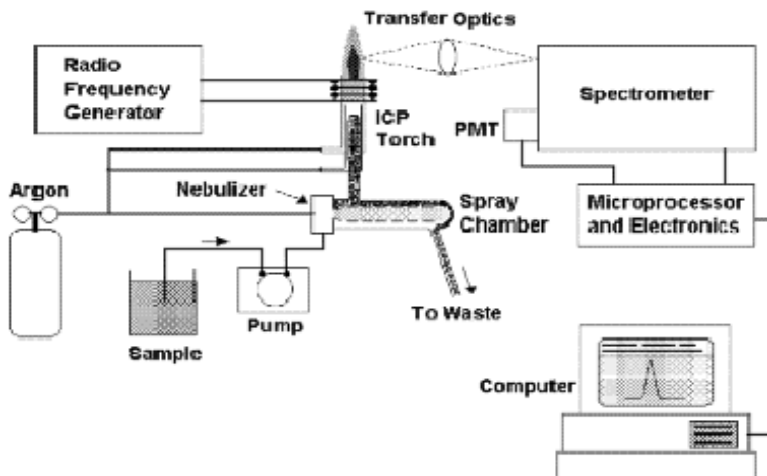 Transfer Optics
Radio
Frequency
Generator
Spectrometer
ICP
Torch
PMT
Argon
Nebulizer
Spray
Chamber
Microprocessor
and Electronics
Pump
To Waste
Sample
Computer